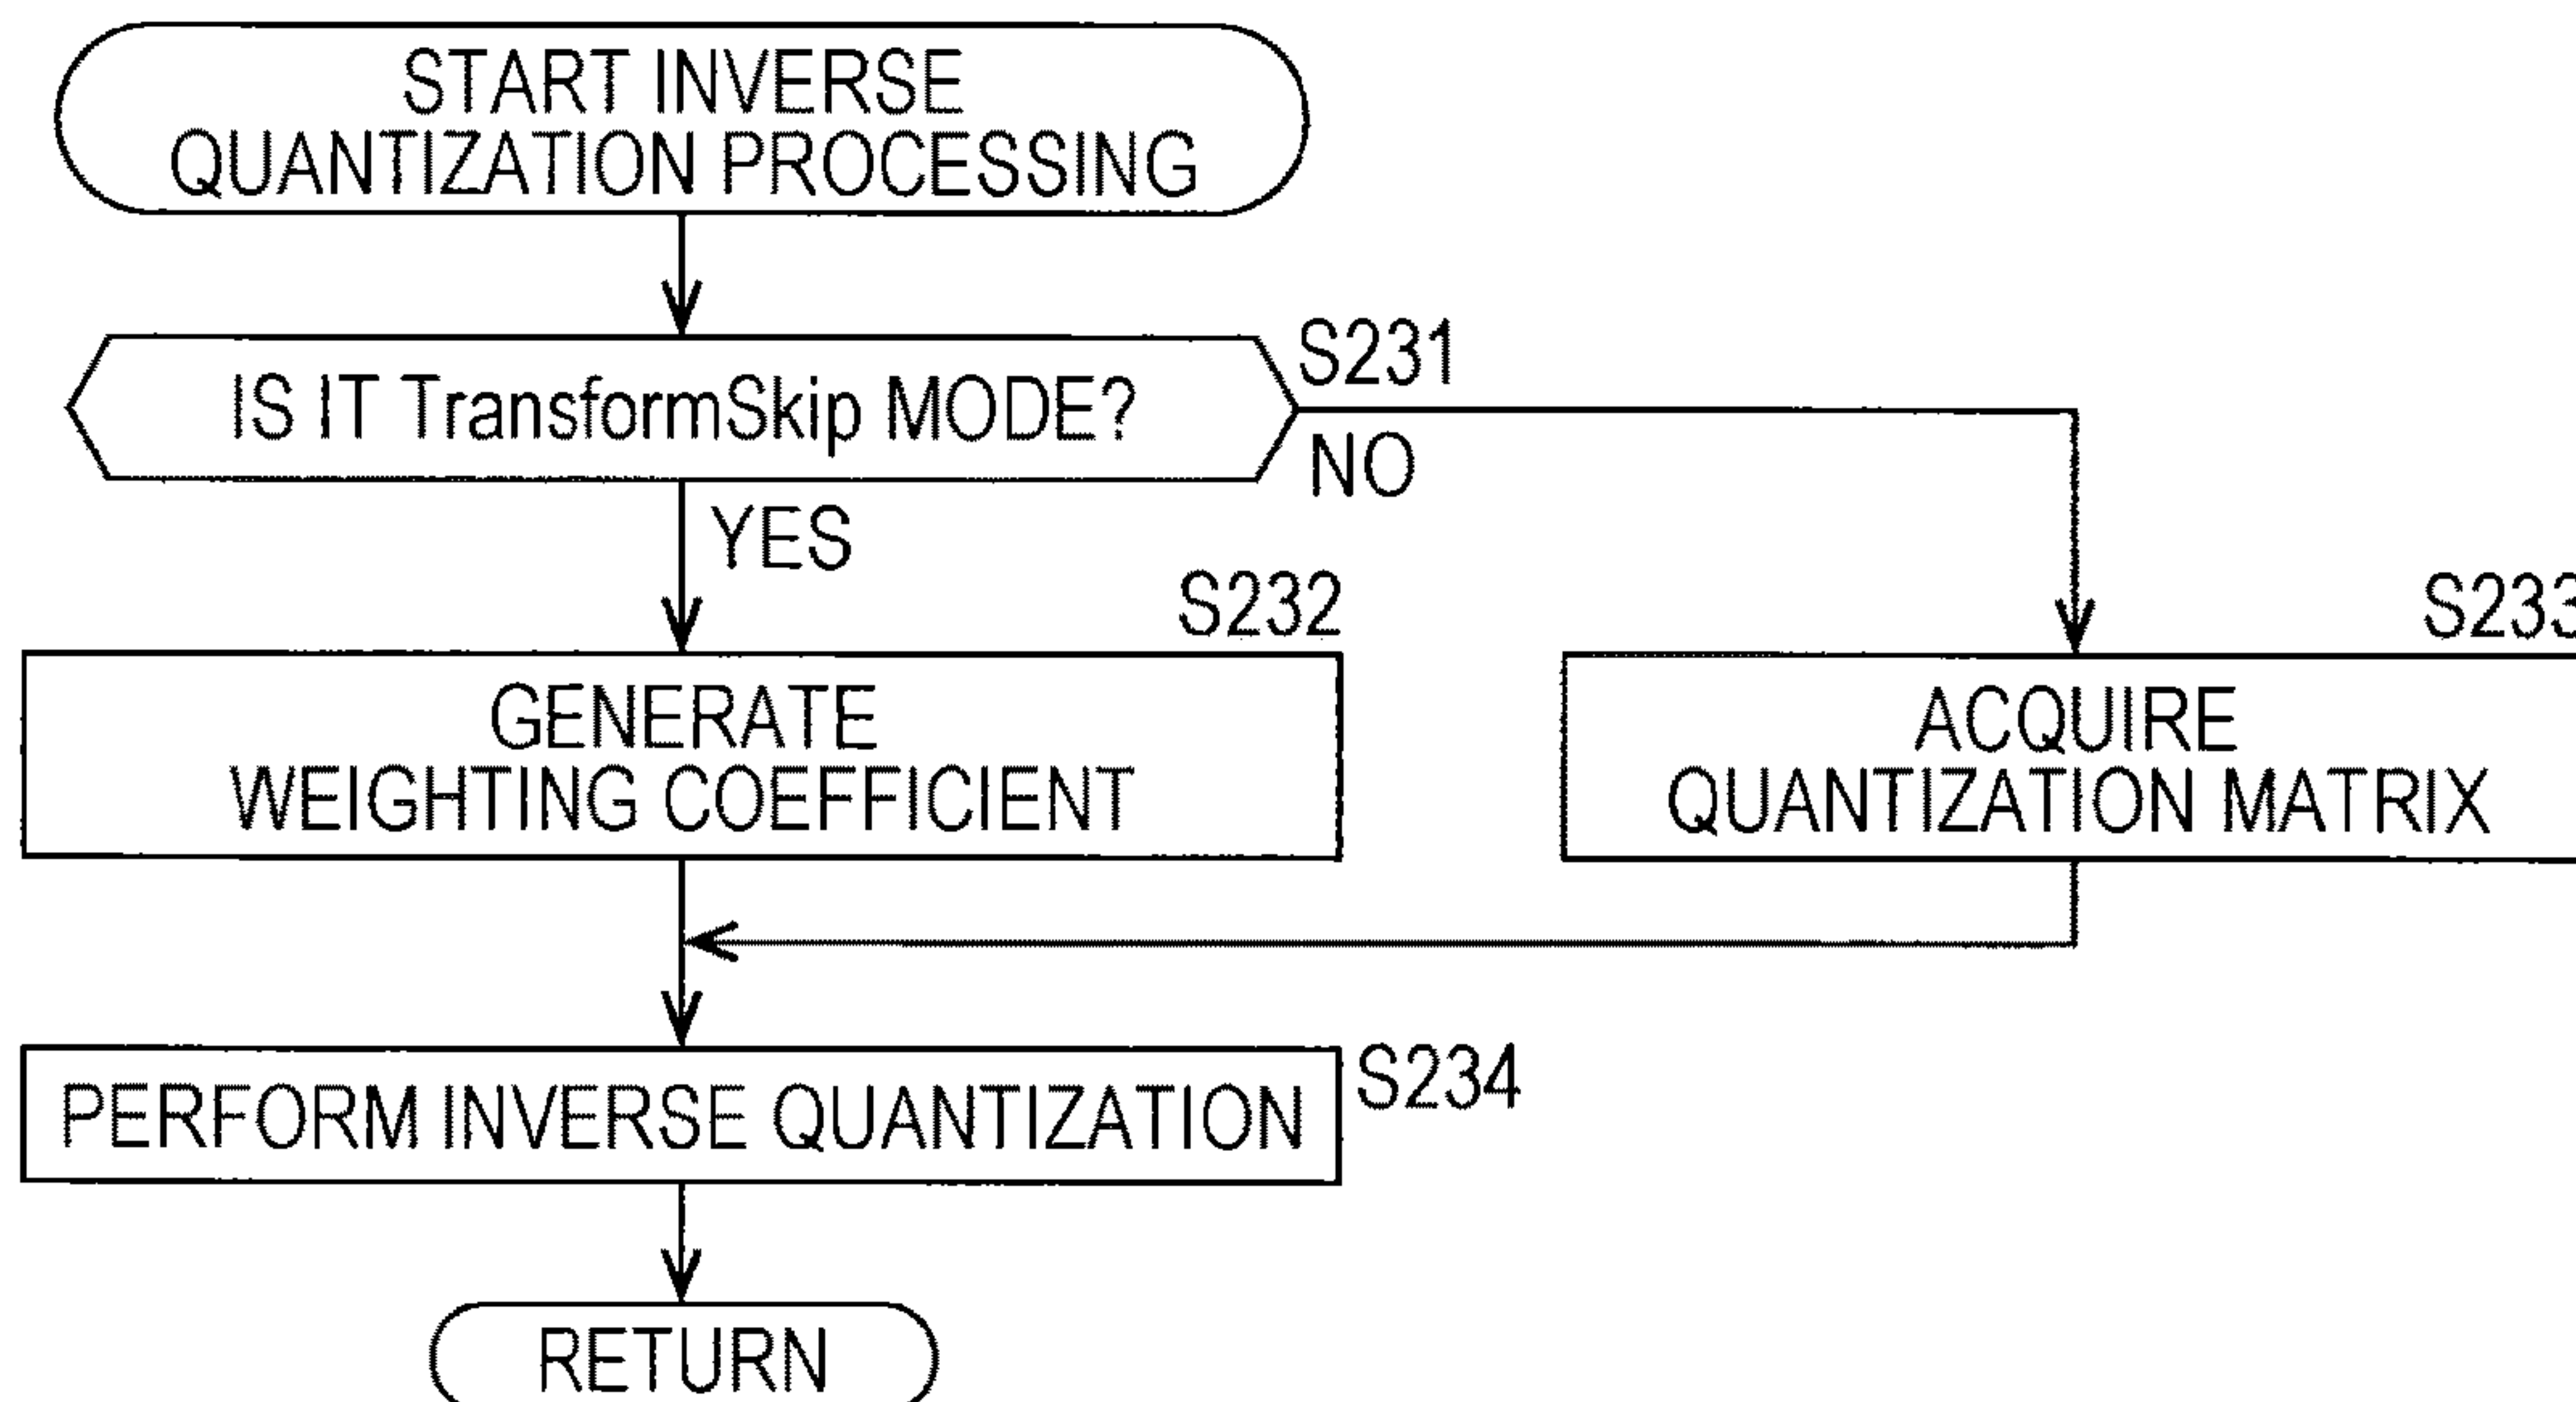 START INVERSE
QUANTIZATION PROCESSING
IS IT TransformSkip MODE?
S231
NO
YES
S232
GENERATE
WEIGHTING COEFFICIENT
S233
ACQUIRE
QUANTIZATION MATRIX
PERFORM INVERSE QUANTIZATION
S234
RETURN